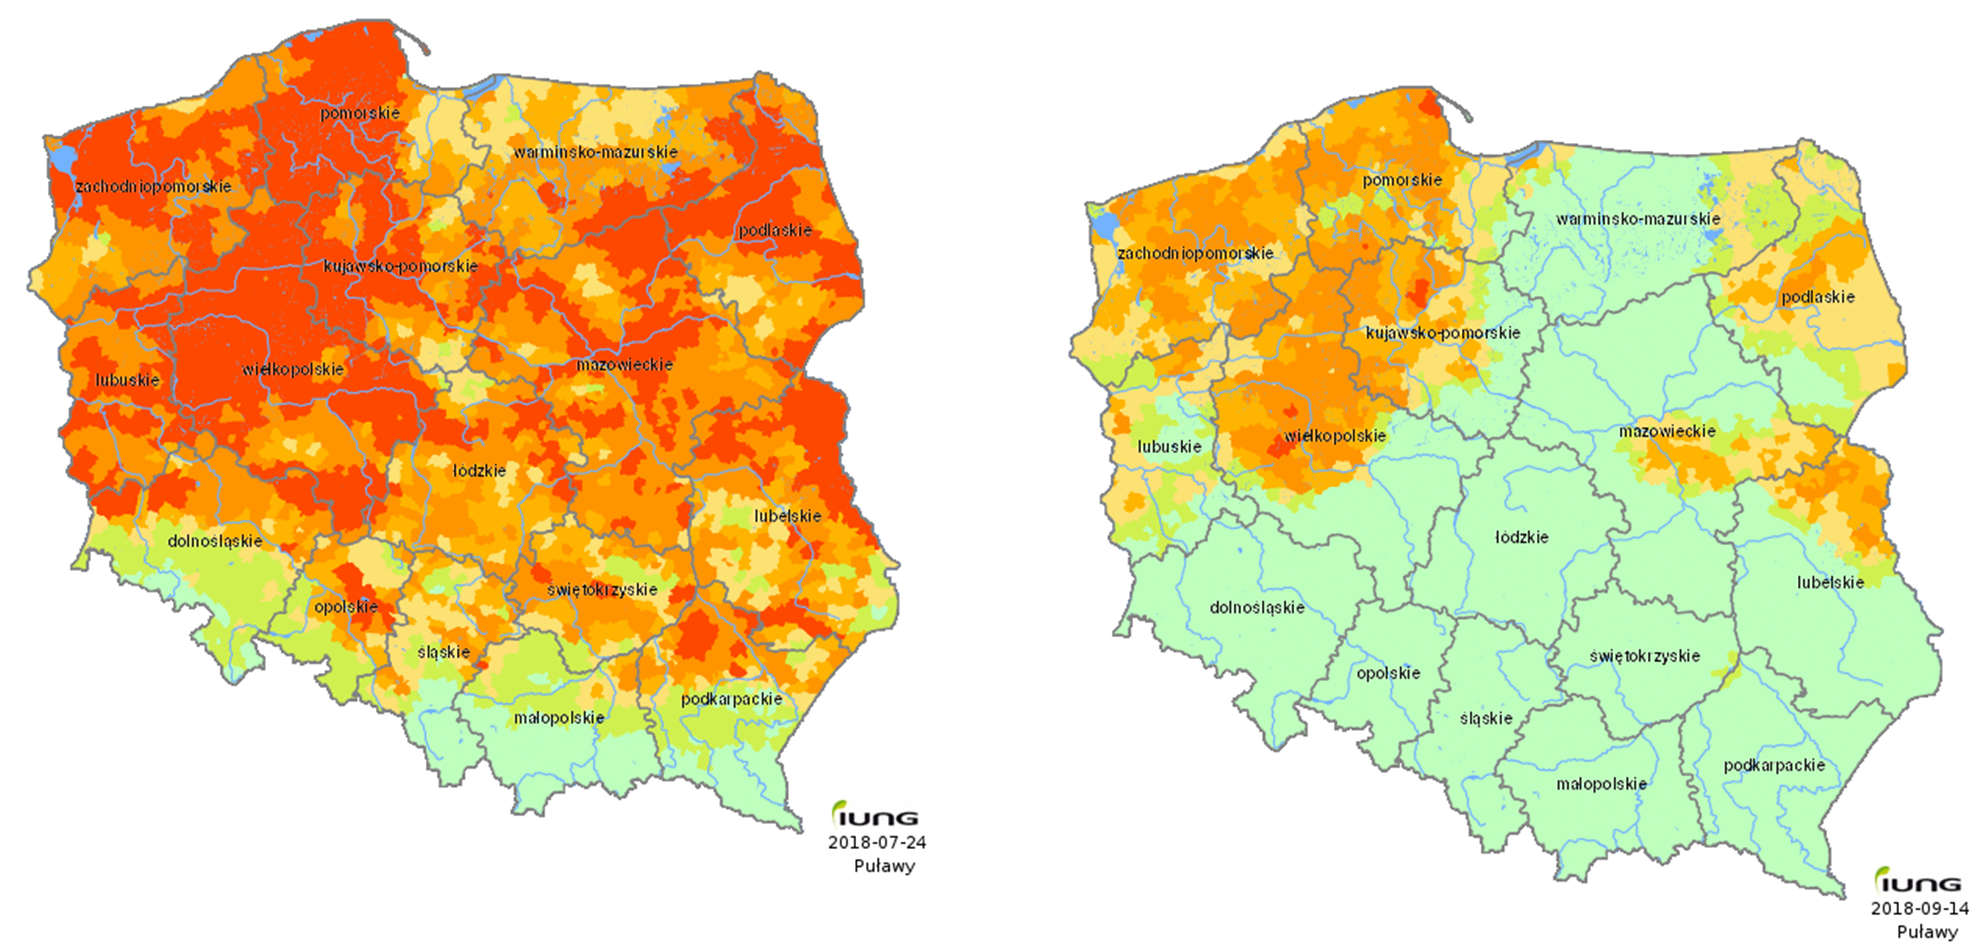 pomorskie
warminsko-mazurskie
zachodniopomorskie
podlaskie
kujawsko-pomorskie
mazowieckie
wielkopolskie
lubuskie
łódzkie
lubelskie
dolnośląskie
świętokrzyskie
opolskie
śląskie
podkarpackie
małopolskie
IUNG
2018-07-24
Puławy
pomorskie
warminsko-mazurskie
zachodniopomorskie
podlaskie
kujawsko-pomorskie
mazowieckie
wielkopolskie
lubuskie
łódzkie
lubelskie
dolnośląskie
świętokrzyskie
opolskie
śląskie
podkarpackie
małopolskie
IUNG
2018-09-14
Puławy